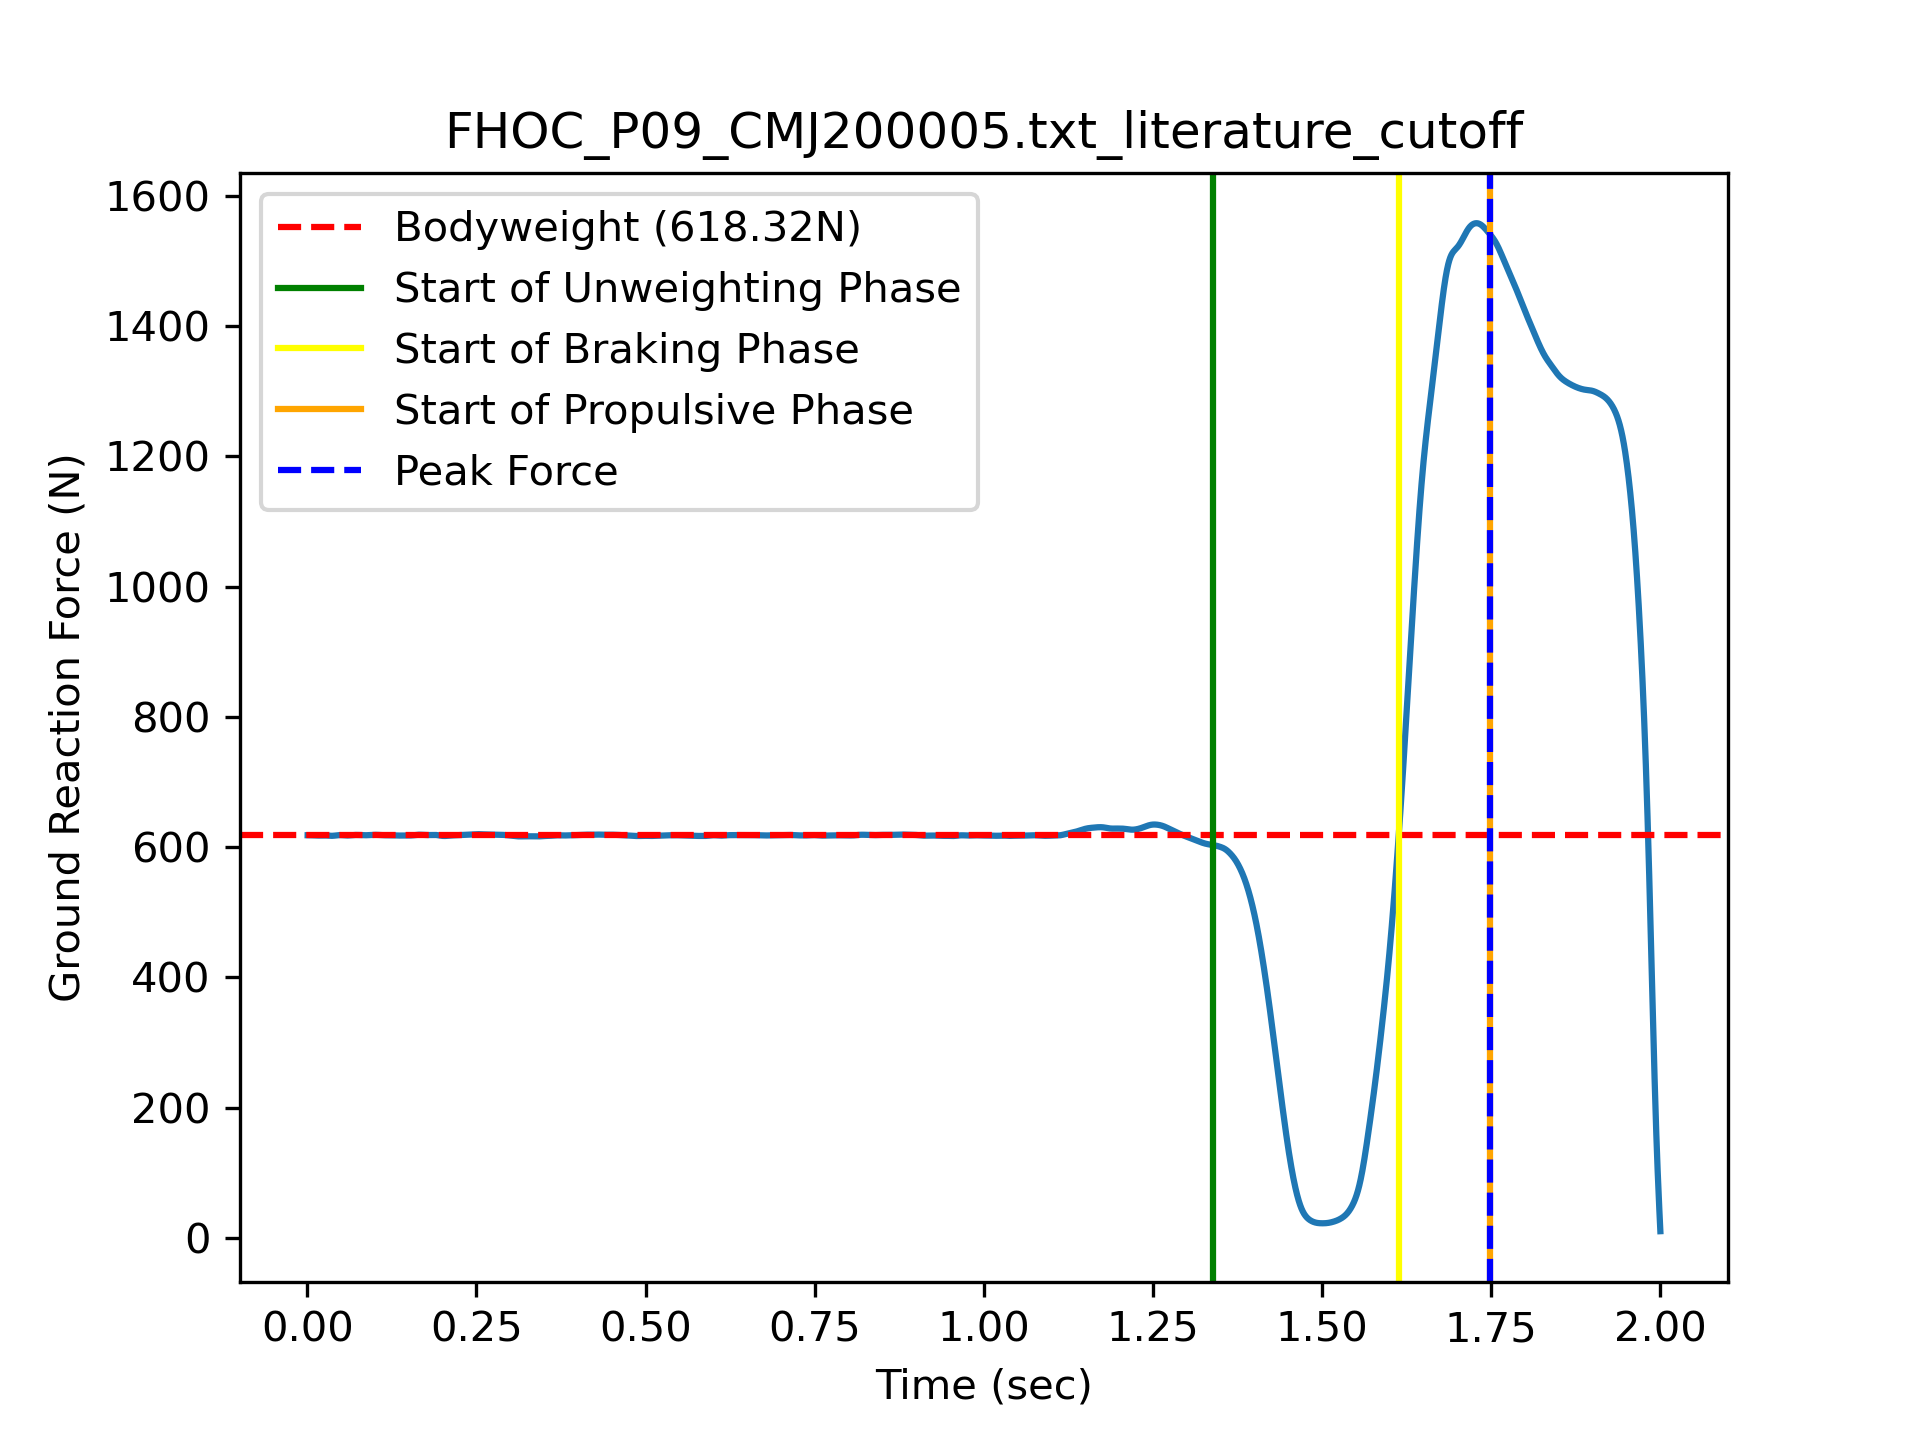 FHOC_P09_CMJ200005.txt_literature_cutoff
1600
1400
1200
1000
800
600
400
200
0
Ground Reaction Force (N)
Bodyweight (618.32N)
Start of Unweighting Phase
Start of Braking Phase
Start of Propulsive Phase
Peak Force
0.00 0.25 0.50 0.75 1.00 1.25 1.50 1.75 2.00
Time (sec)